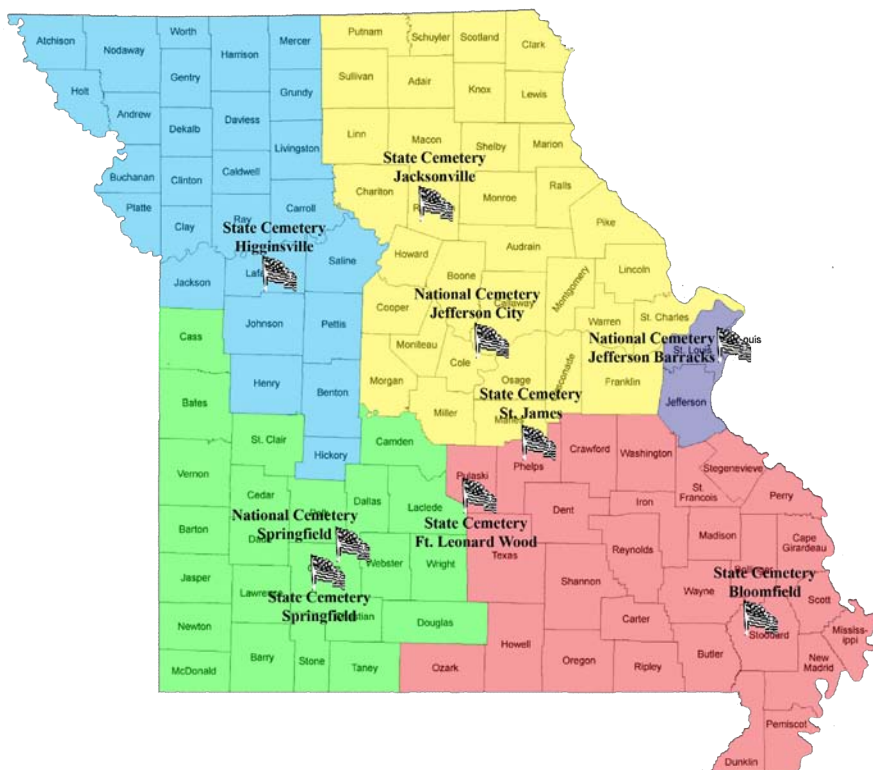 Atchison
Nodaway
Worth
Harrison
Mercer
Putnam
Schuyler
Scotland
Clark
Holt
Gentry
Grundy
Sullivan
Adair
Knox
Lewis
Andrew
Dekalb
Daviess
Livingston
Linn
Macon
Shelby
Marion
Buchanan
Clinton
Caldwell
State Cemetery
Jacksonville
Chariton
Monroe
Ralls
Platte
Clay
Ray
Carroll
Pike
State Cemetery
Higginsville
Saline
Howard
Audrain
Jackson
Boone
Montgomery
Lincoln
National Cemetery
Jefferson City
Callaway
Cooper
Johnson
Pettis
Warren
St. Charles
Cass
Moniteau
Cole
National Cemetery
Jefferson Barracks
St. Louis
Henry
Benton
Morgan
Osage
Franklin
Jefferson
Bates
Miller
State Cemetery
St. James
St. Clair
Camden
Hickory
Pulaski
Phelps
Crawford
Washington
Stegenevieve
Vernon
Cedar
Dallas
Laclede
Dent
Iron
St.
Francois
Perry
National Cemetery
Springfield
State Cemetery
Ft. Leonard Wood
Barton
Madison
Cape
Girardeau
Texas
Reynolds
Jasper
Webster
Wright
Shannon
State Cemetery
Bloomfield
Wayne
Scott
State Cemetery
Springfield
Newton
Douglas
Carter
Stoddard
Mississ-
ippi
McDonald
Barry
Stone
Taney
Ozark
Howell
Oregon
Ripley
Butler
New
Madrid
Pemiscot
Dunklin